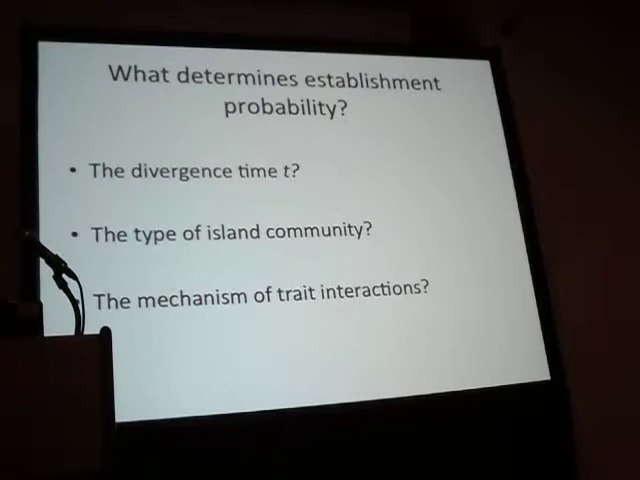 What determines establishment
probability?
• The divergence time t?
• The type of island community?
The mechanism of trait interactions?